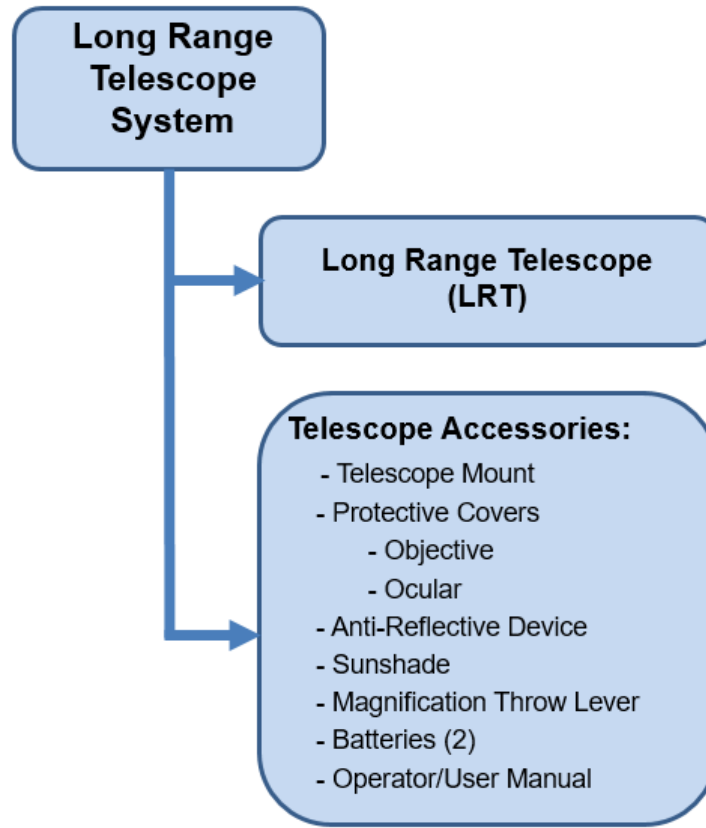 Long Range
Telescope
System
Long Range Telescope
(LRT)
Telescope Accessories:
- Telescope Mount
- Protective Covers
- Objective
- Ocular
- Anti-Reflective Device
- Sunshade
- Magnification Throw Lever
- Batteries (2)
- Operator/User Manual